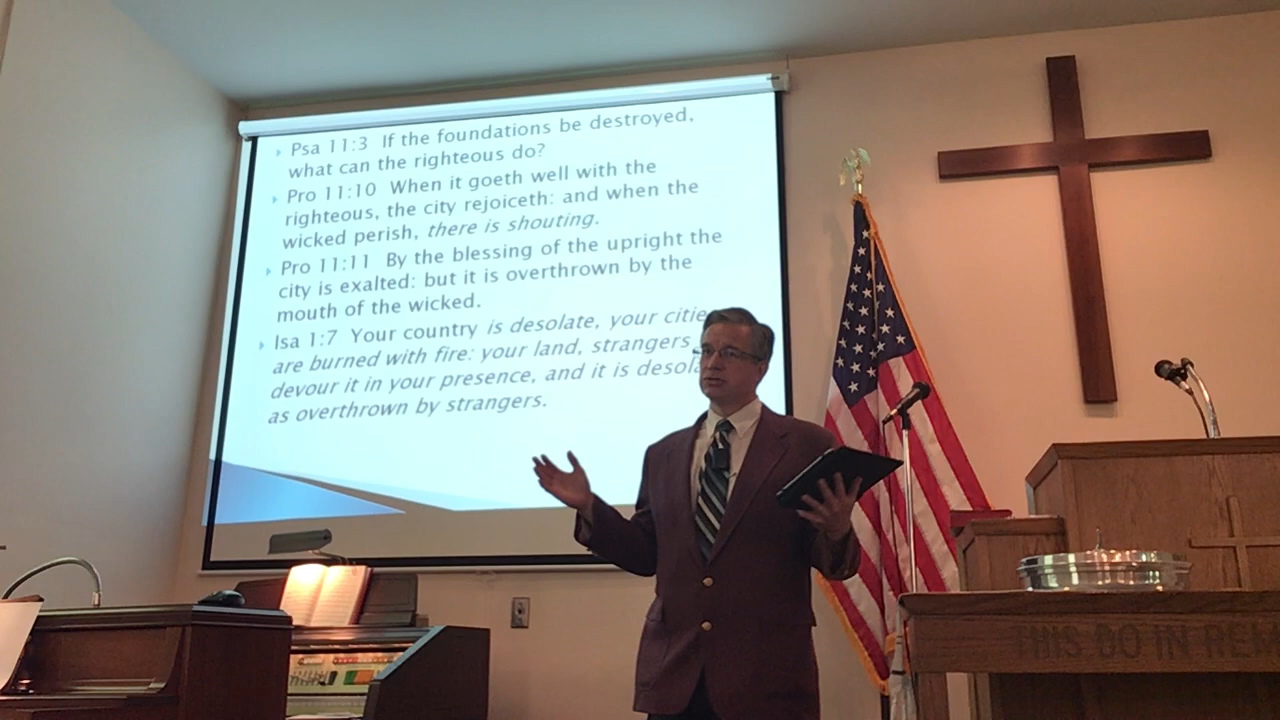 Psa 11:3 If the foundations be destroyed,
what can the righteous do?
Pro 11:10 When it goeth well with the
righteous, the city rejoiceth: and when the
wicked perish, there is shouting.
Pro 11:11 By the blessing of the upright the
city is exalted: but it is overthrown by the
mouth of the wicked.
Isa 1:7 Your country is desolate, your citie
are burned with fire: your land, strangers
devour it in your presence, and it is desola
as overthrown by strangers.
THIS DO IN REM